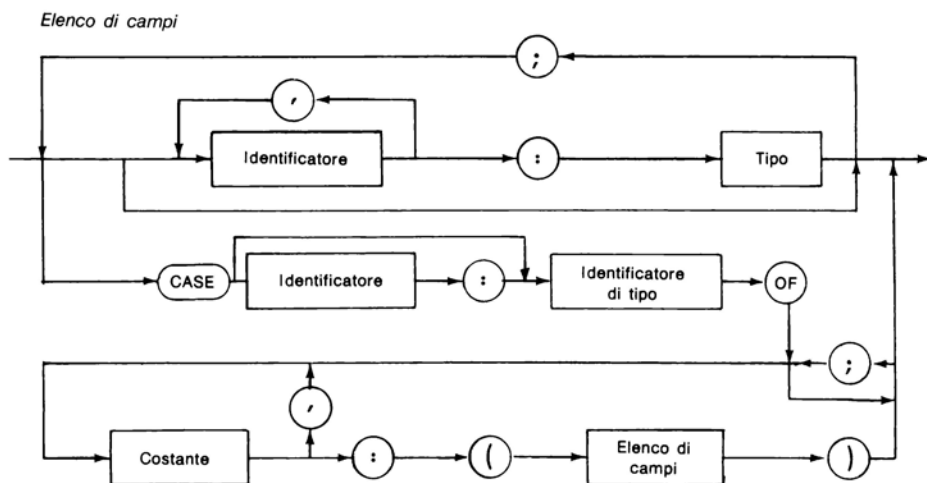 Elenco di campi
;
,
Identificatore
:
Tipo
CASE
Identificatore
:
Identificatore
di tipo
OF
;
,
Costante
:
(
Elenco di
campi
)